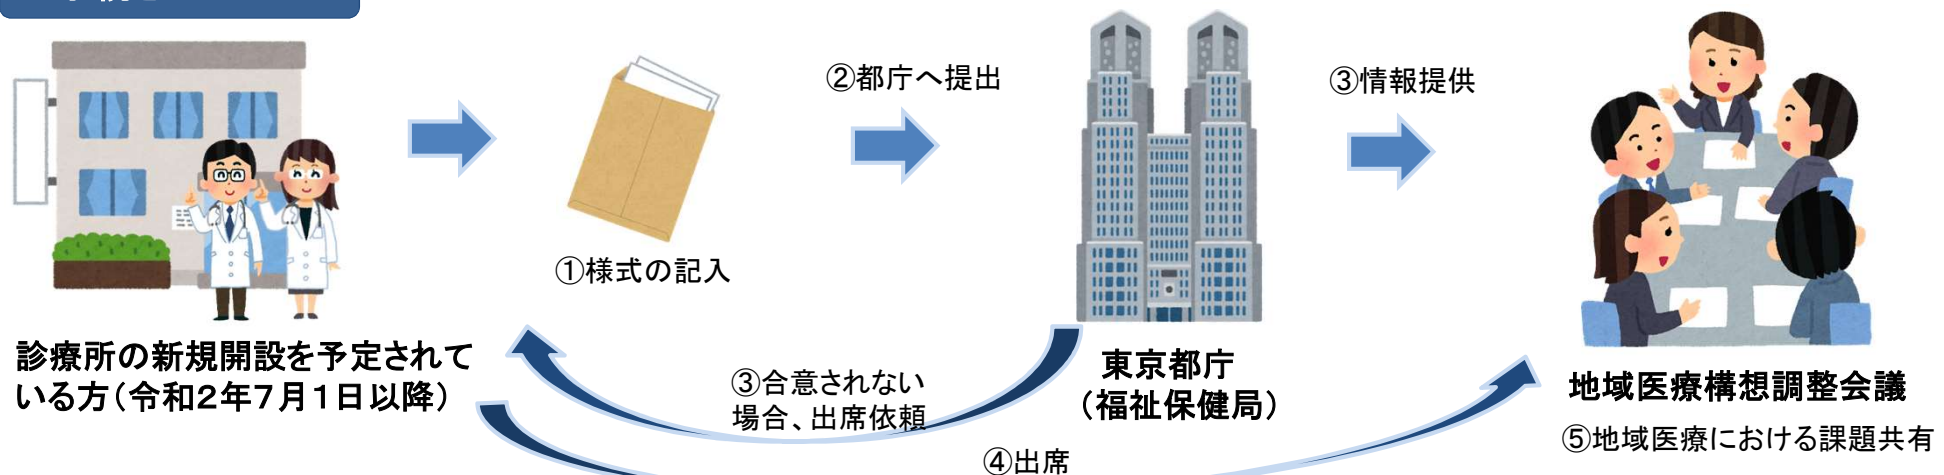 ②都庁へ提出
③情報提供
①様式の記入
診療所の新規開設を予定されて
いる方（令和２年７月１日以降）
③合意されない
場合、出席依頼
東京都庁
（福祉保健局）
④出席
地域医療構想調整会議
⑤地域医療における課題共有